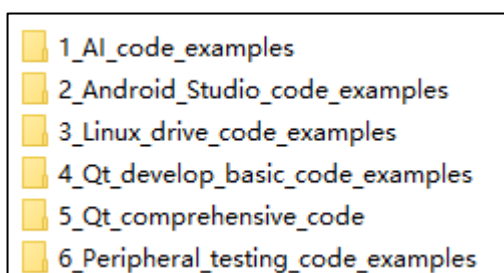 1_AI_code_examples
2_Android_Studio_code_examples
3_Linux_drive_code_examples
4_Qt_develop_basic_code_examples
5_Qt_comprehensive_code
6_Peripheral_testing_code_examples